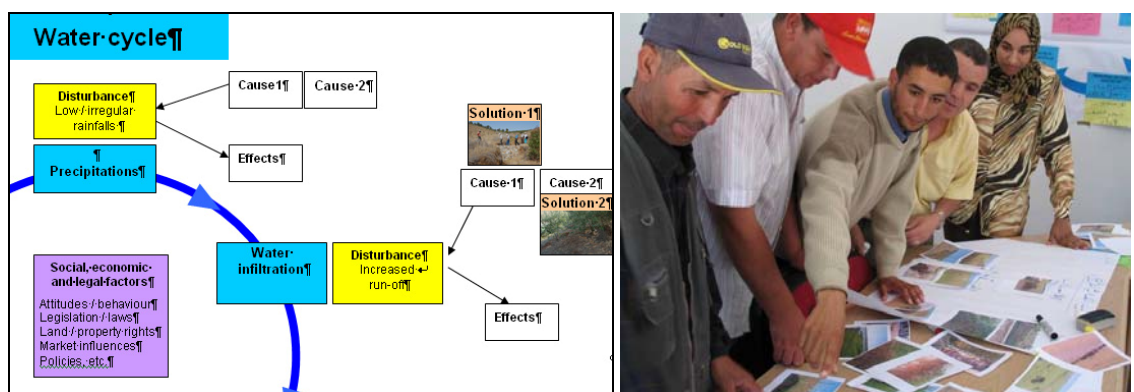 Water·cycle¶
Disturbance¶
Low·/·irregular·
rainfalls·¶
Cause1¶
Cause·2¶
Effects¶
¶
Precipitations¶
Solution·1¶
Cause·1¶
Cause·2¶
Solution·2¶
Water·
infiltration¶
Disturbance¶
Increased·↵
run-off¶
Effects¶
Social,·economic·
and·legal·factors¶
Attitudes·/·behaviour¶
Legislation·/·laws¶
Land·/·property·rights¶
Market·influences¶
Policies,·etc.¶